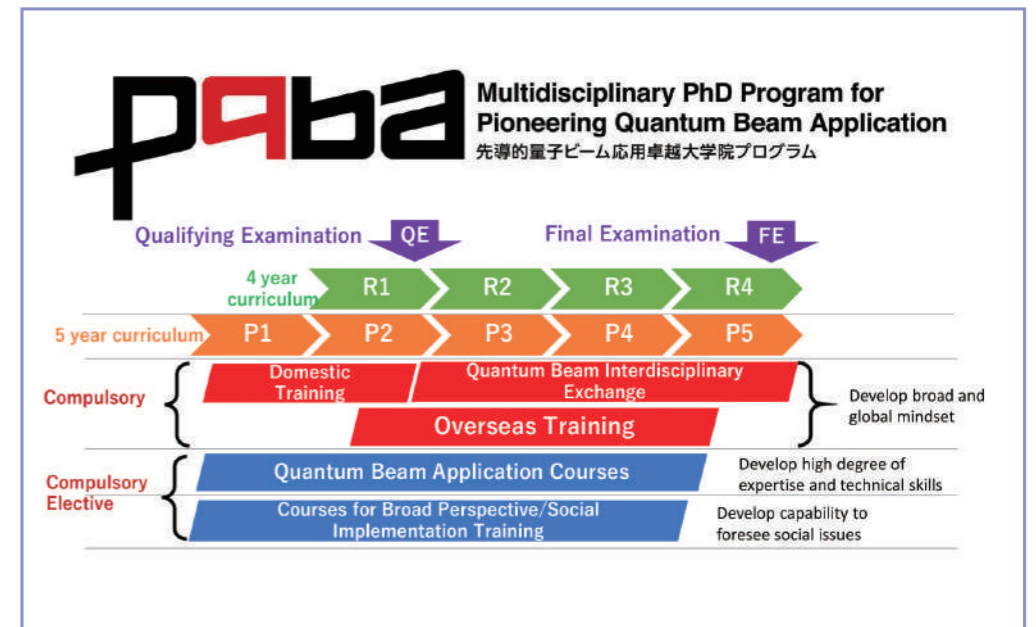 pqba
Multidisciplinary PhD Program for
Pioneering Quantum Beam Application
先導的量子ビーム応用卓越大学院プログラム
Qualifying Examination
QE
Final Examination
FE
4 year
curriculum
R1
R2
R3
R4
5 year curriculum
P1
P2
P3
P4
P5
Compulsory
Domestic
Training
Quantum Beam Interdisciplinary
Exchange
Overseas Training
Develop broad and
global mindset
Compulsory
Elective
Quantum Beam Application Courses
Develop high degree of
expertise and technical skills
Courses for Broad Perspective/Social
Implementation Training
Develop capability to
foresee social issues